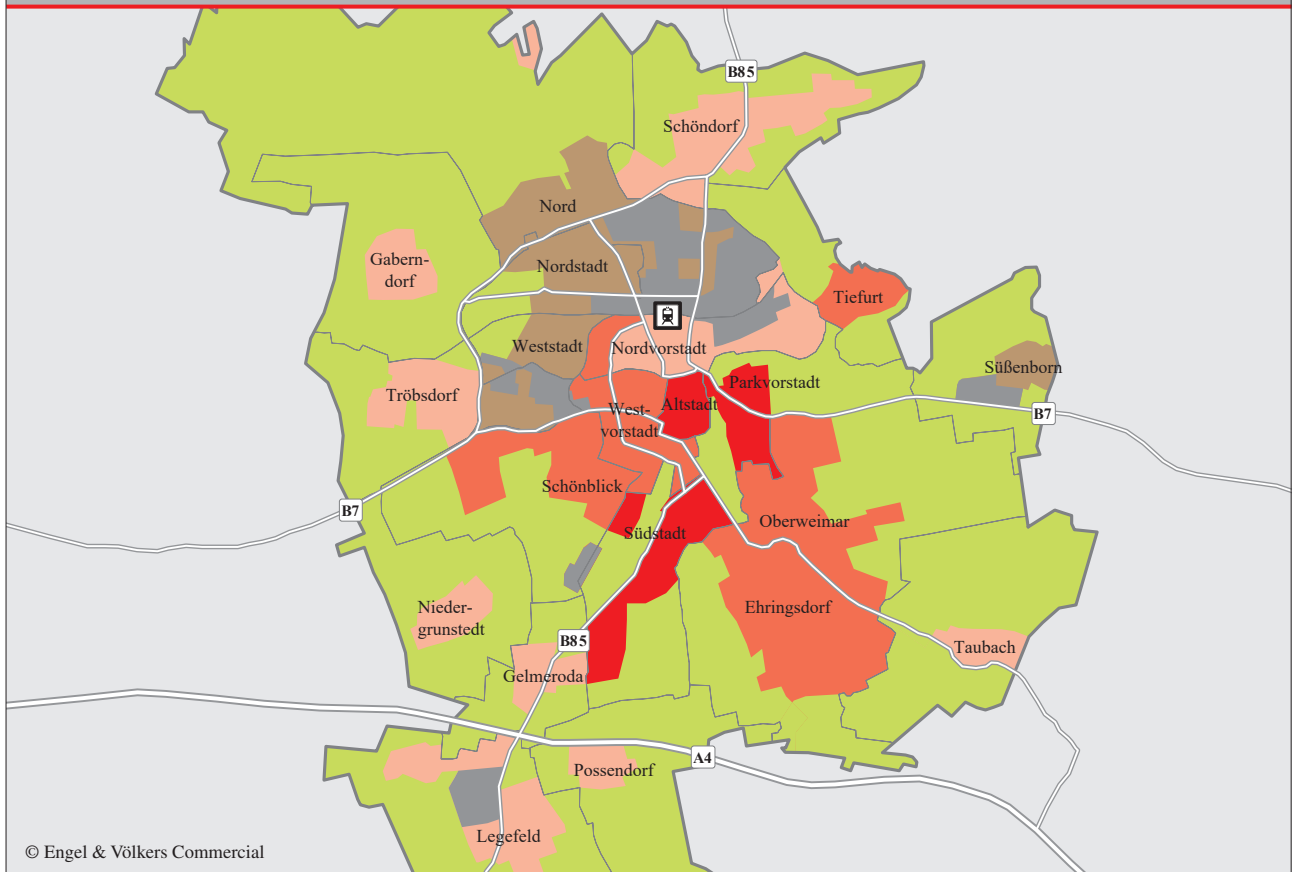 B85
Schöndorf
Nord
Gabern-
dorf
Nordstadt
Tiefurt
Weststadt
Nordvorstadt
Süßenborn
Parkvorstadt
Tröbsdorf
West-
vorstadt
Altstadt
B7
Schönblick
B7
Südstadt
Oberweimar
Nieder-
grunstedt
Ehringsdorf
B85
Taubach
Gelmeroda
A4
Possendorf
Legefeld
© Engel & Völkers Commercial